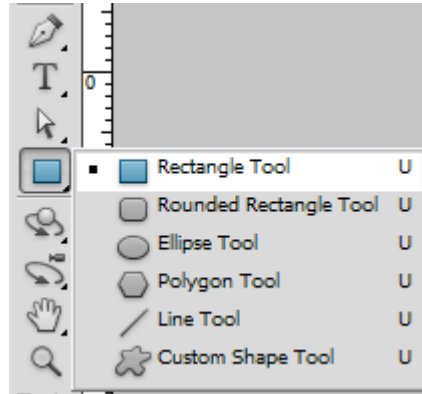 T
0
Rectangle Tool U
Rounded Rectangle Tool U
Ellipse Tool U
Polygon Tool U
Line Tool U
Custom Shape Tool U